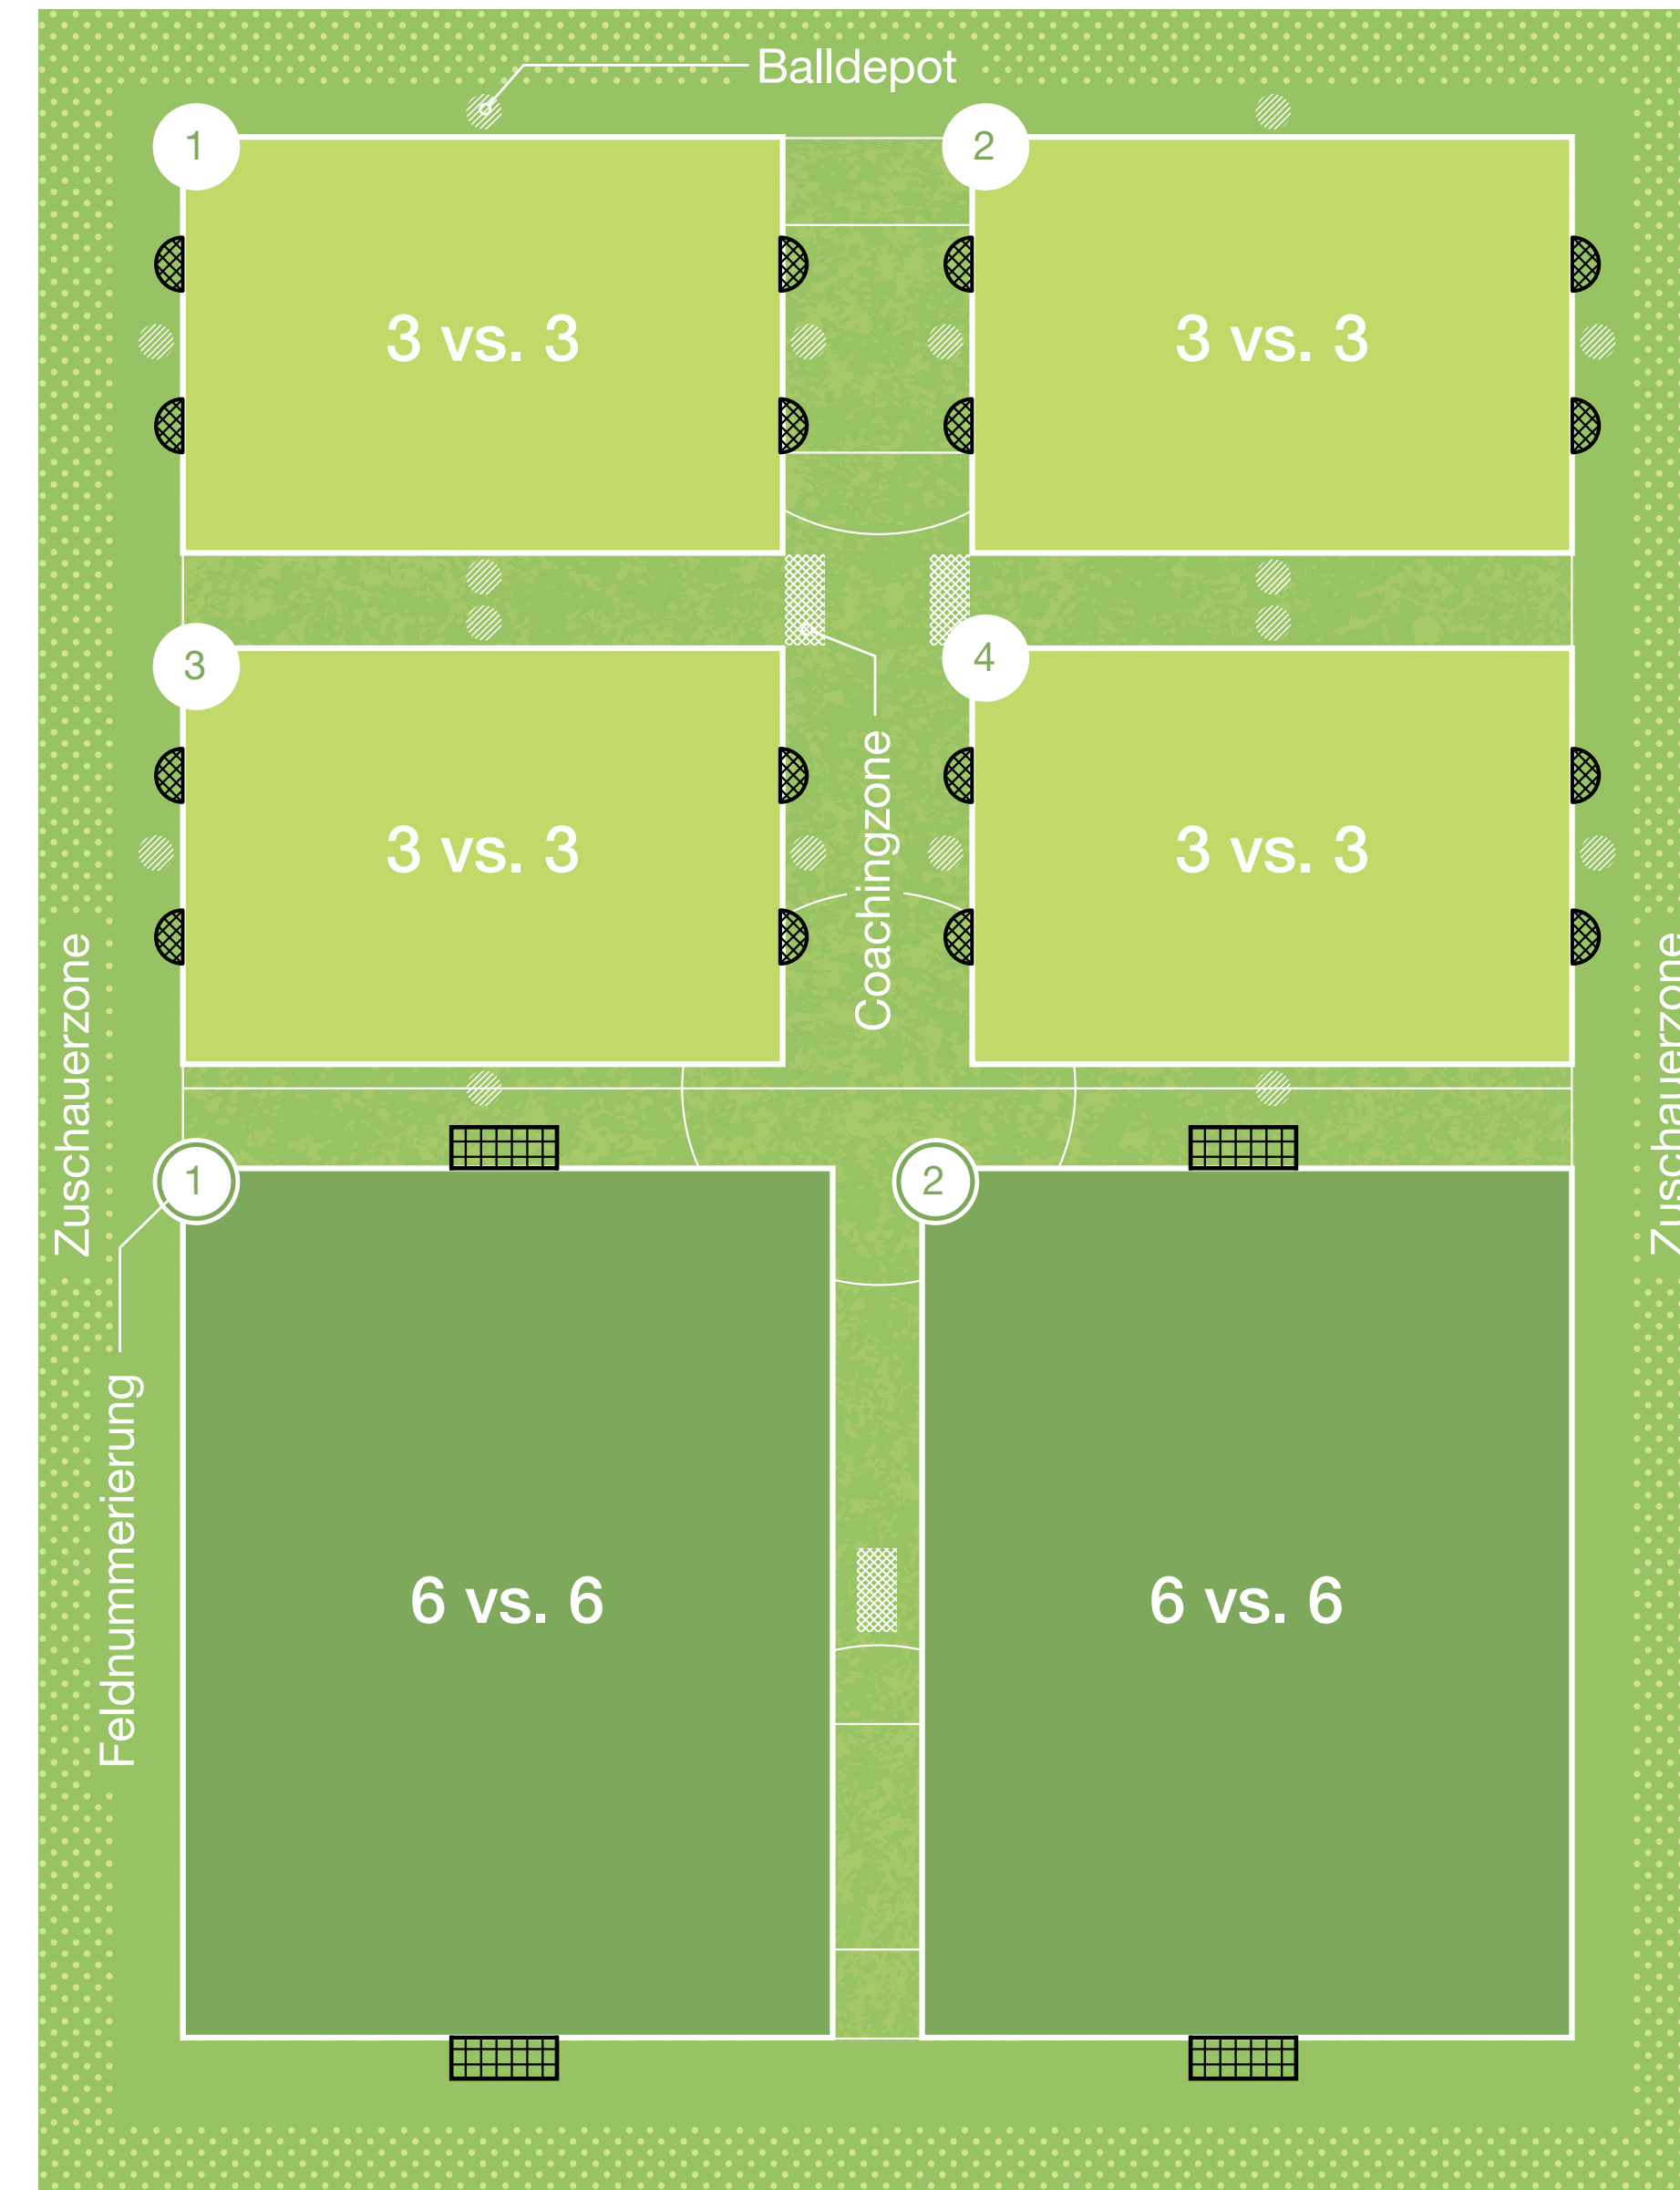 Balldepot
1
2
3 vs. 3
3 vs. 3
3
4
3 vs. 3
3 vs. 3
Coachingzone
Zuschauerzone
Zuschauerzone
1
2
Feldnummerierung
6 vs. 6
6 vs. 6